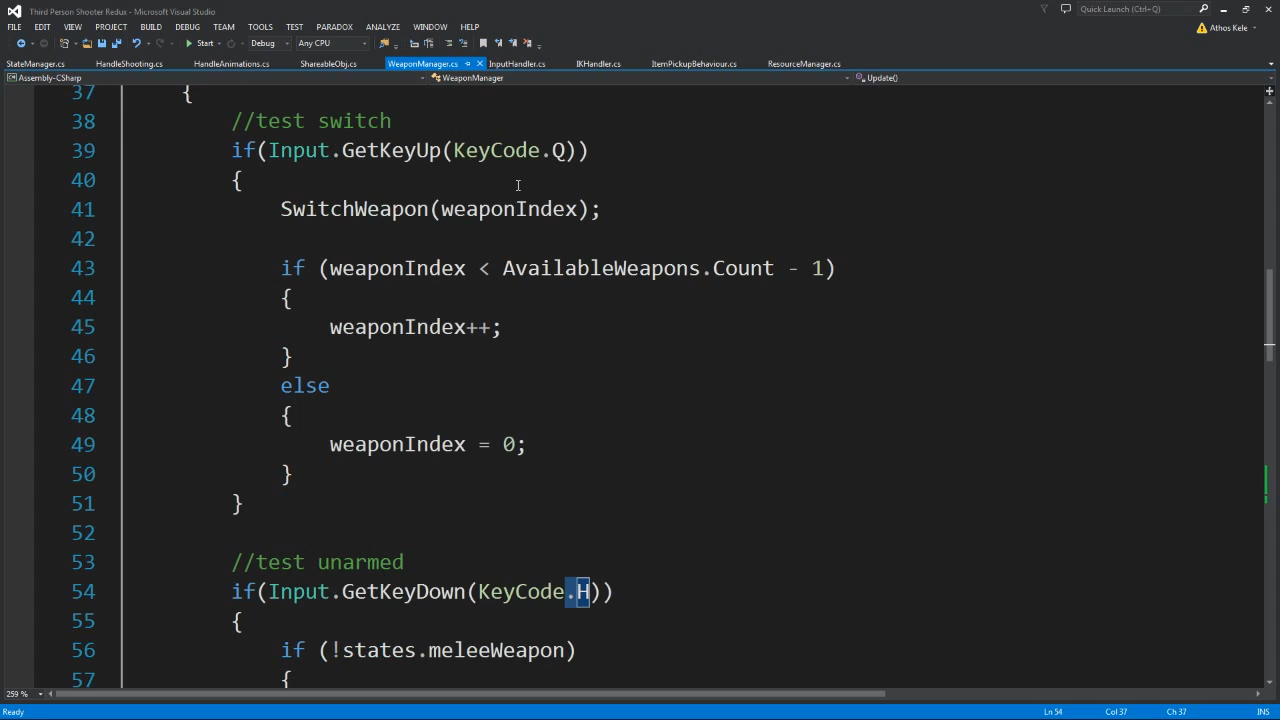 Third Person Shooter Redux - Microsoft Visual Studio
Quick Launch (Ctrl+Q)
FILE EDIT VIEW PROJECT BUILD DEBUG TEAM TOOLS TEST PARADOX ANALYZE WINDOW HELP
Athos Kele
Start Debug Any CPU
StateManager.cs HandleShooting.cs HandleAnimations.cs ShareableObj.cs WeaponManager.cs InputHandler.cs IKHandler.cs ItemPickupBehaviour.cs ResourceManager.cs
Assembly-CSharp WeaponManager Update()
37 {
38 //test switch
39 if(Input.GetKeyUp(KeyCode.Q))
40 {
41 SwitchWeapon(weaponIndex);
42
43 if (weaponIndex < AvailableWeapons.Count - 1)
44 {
45 weaponIndex++;
46 }
47 else
48 {
49 weaponIndex = 0;
50 }
51 }
52
53 //test unarmed
54 if(Input.GetKeyDown(KeyCode.H))
55 {
56 if (!states.meleeWeapon)
57 {
259 %
Ready Ln 54 Col 37 Ch 37 INS